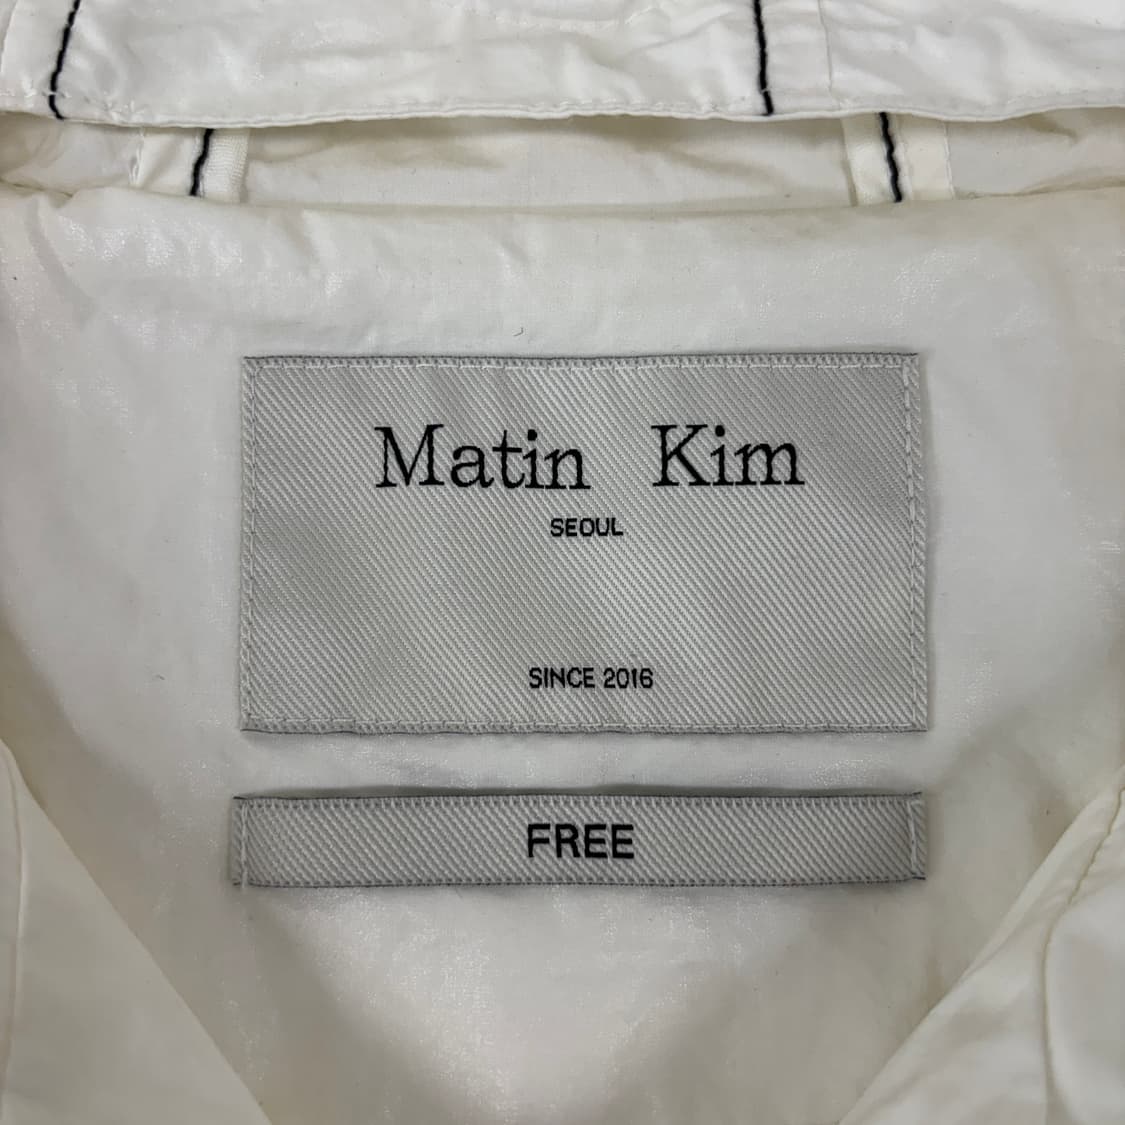 Matin Kim
SEOUL
SINCE 2016
FREE